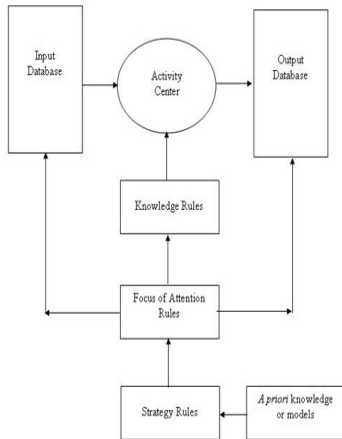 Input
Database
Activity
Center
Output
Database
Knowledge Rules
Focus of Attention
Rules
Strategy Rules
A priori knowledge
or models